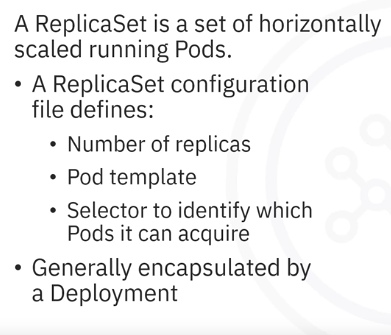 A ReplicaSet is a set of horizontally
scaled running Pods.
• A ReplicaSet configuration
file defines:
• Number of replicas
• Pod template
• Selector to identify which
Pods it can acquire
• Generally encapsulated by
a Deployment